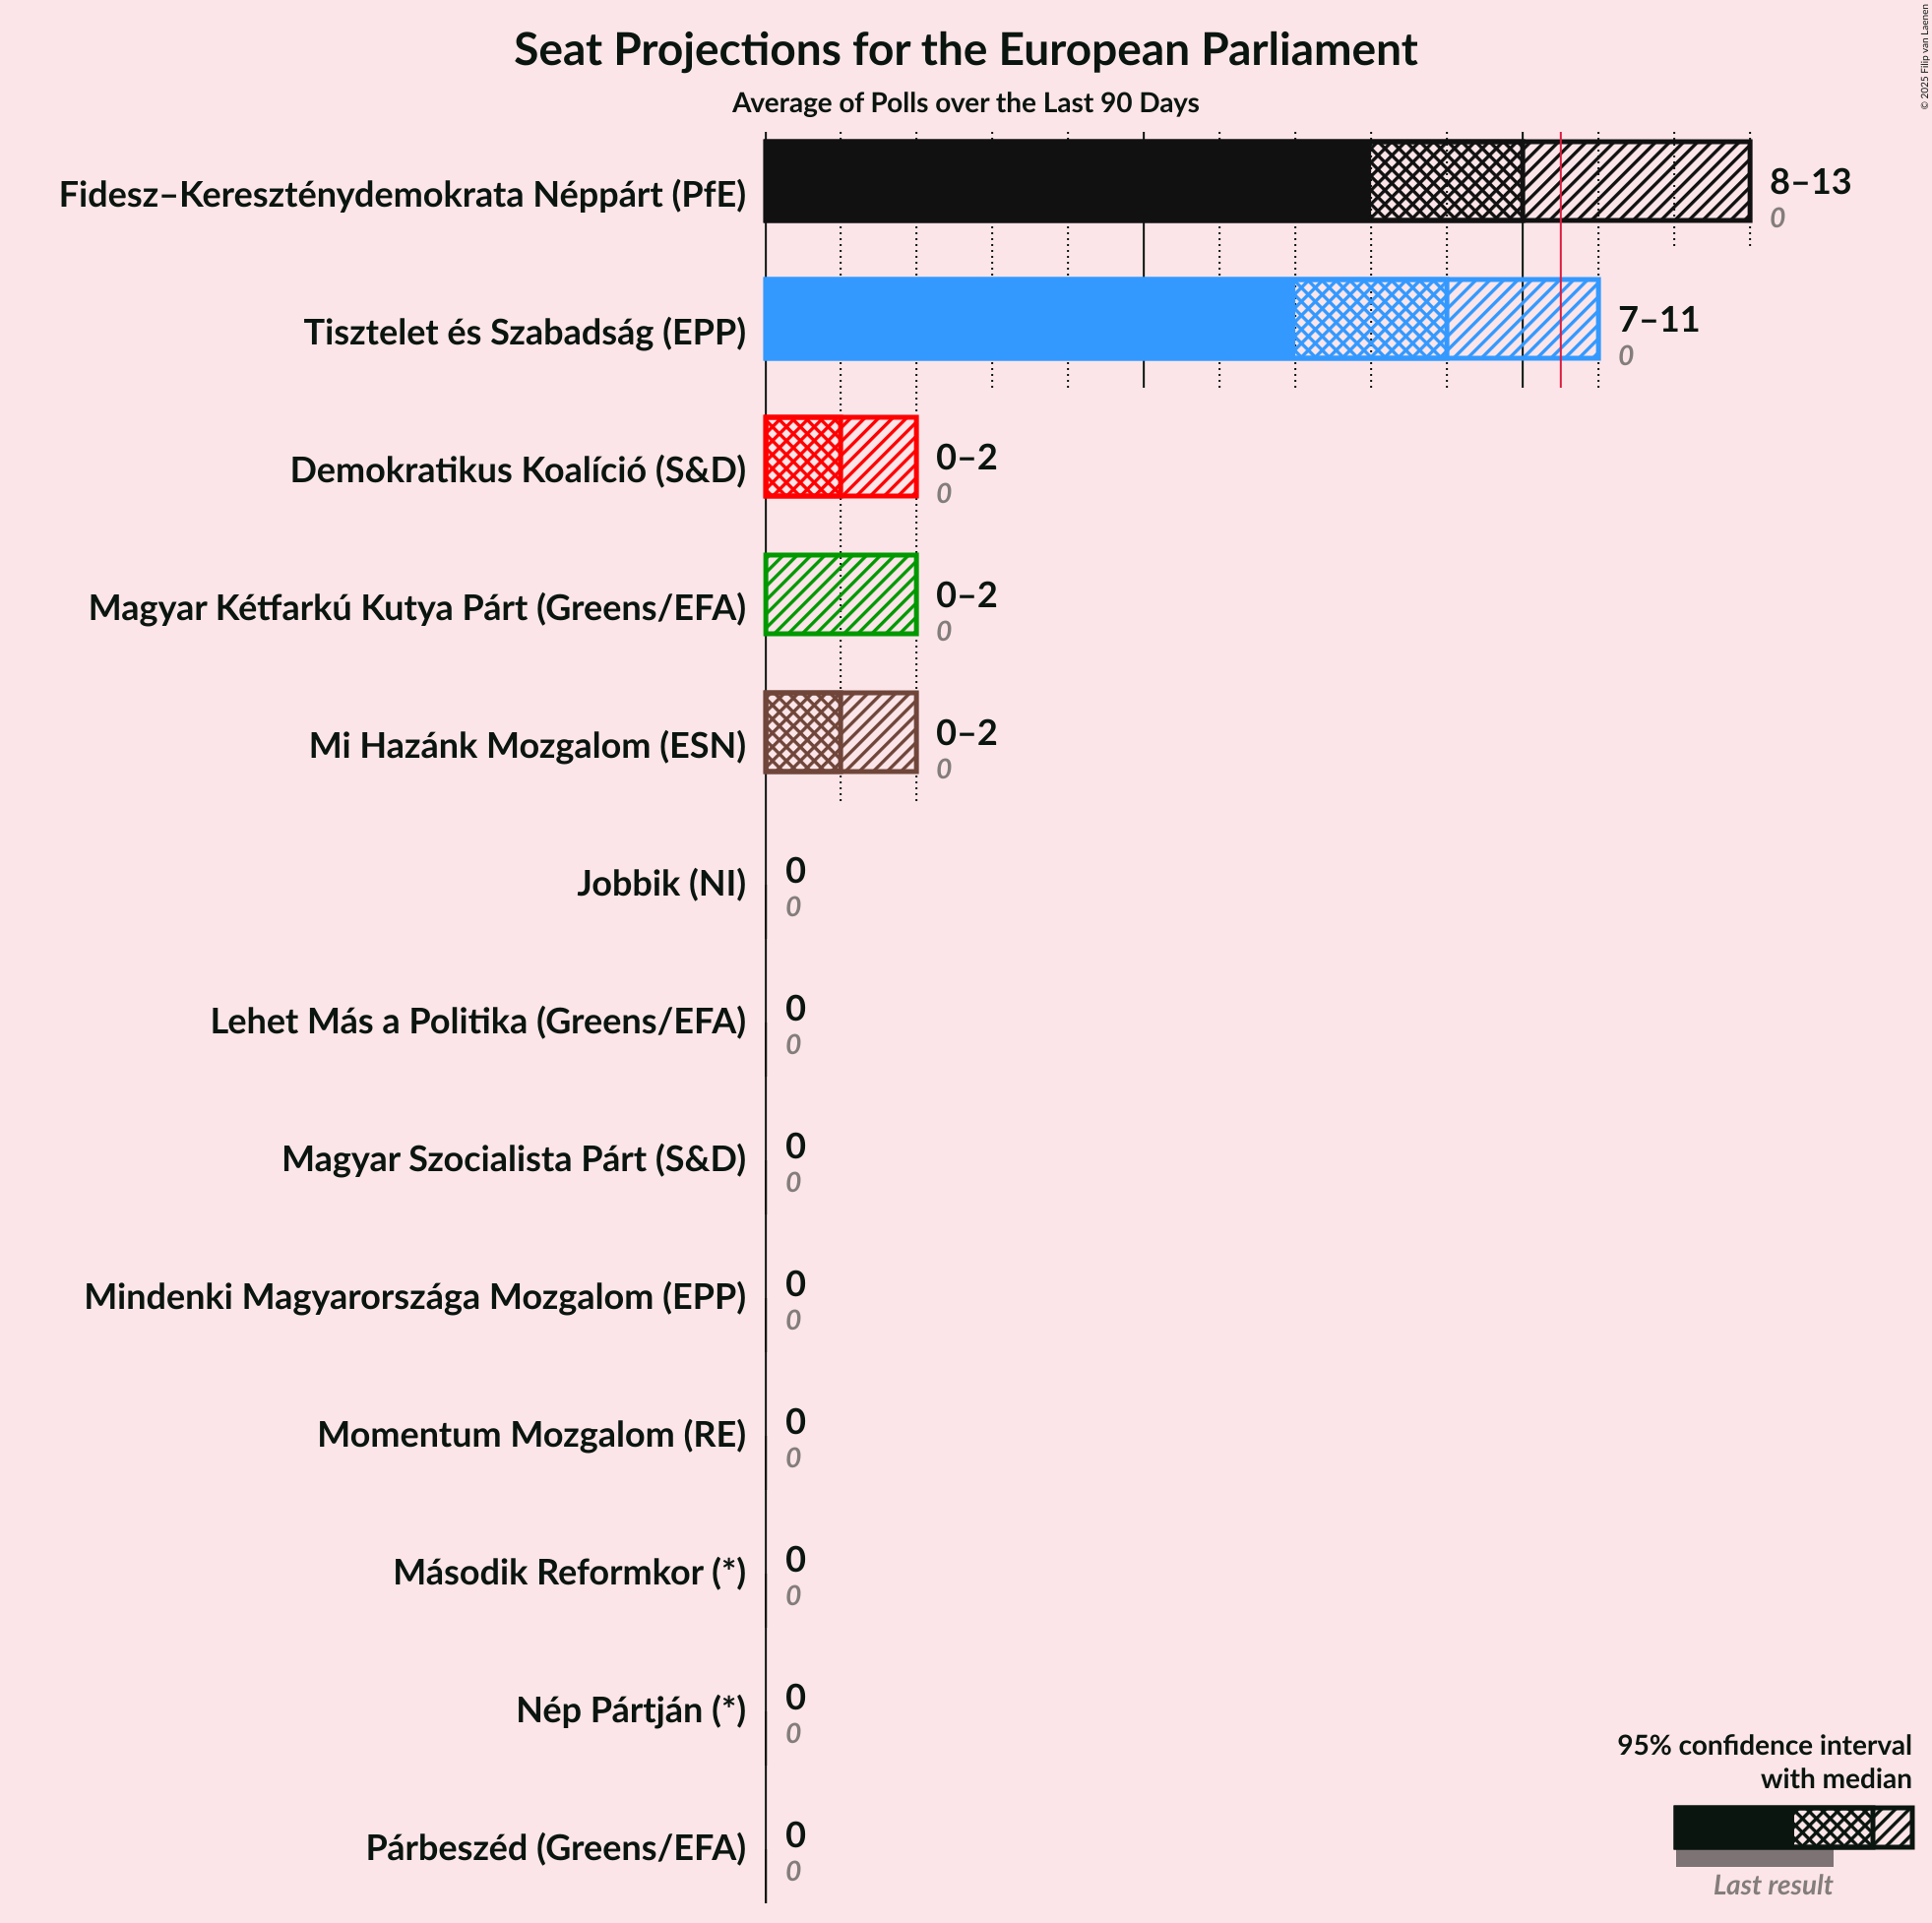 Seat Projections for the European Parliament
Average of Polls over the Last 90 Days
© 2025 Filip van Laenen
Fidesz–Kereszténydemokrata Néppárt (PfE)
8–13
0
Tisztelet és Szabadság (EPP)
7–11
0
Demokratikus Koalíció (S&D)
0–2
0
Magyar Kétfarkú Kutya Párt (Greens/EFA)
0–2
0
Mi Hazánk Mozgalom (ESN)
0–2
0
Jobbik (NI)
0
0
Lehet Más a Politika (Greens/EFA)
0
0
Magyar Szocialista Párt (S&D)
0
0
Mindenki Magyarországa Mozgalom (EPP)
0
0
Momentum Mozgalom (RE)
0
0
Második Reformkor (*)
0
0
Nép Pártján (*)
0
0
Párbeszéd (Greens/EFA)
0
0
95% confidence interval
with median
Last result